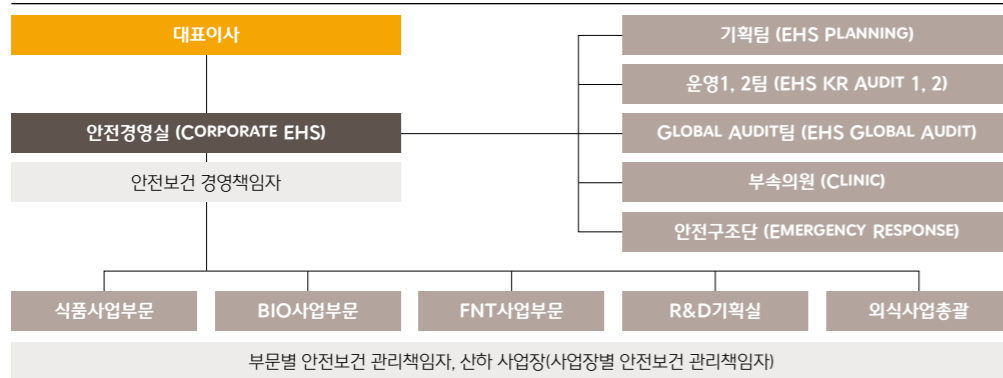 대표이사
기획팀 (EHS PLANNING)
운영1, 2팀 (EHS KR AUDIT 1, 2)
안전경영실 (CORPORATE EHS)
GLOBAL AUDIT팀 (EHS GLOBAL AUDIT)
안전보건 경영책임자
부속의원 (CLINIC)
안전구조단 (EMERGENCY RESPONSE)
식품사업부문
BIO사업부문
FNT사업부문
R&D기획실
외식사업총괄
부문별 안전보건 관리책임자, 산하 사업장(사업장별 안전보건 관리책임자)